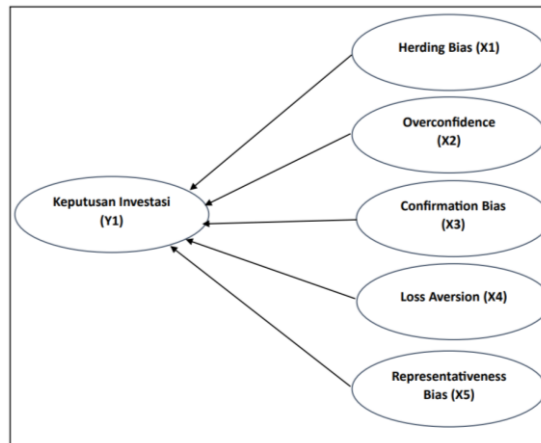 Herding Bias (X1)
Overconfidence
(X2)
Keputusan Investasi
(Y1)
Confirmation Bias
(X3)
Loss Aversion (X4)
Representativeness
Bias (X5)